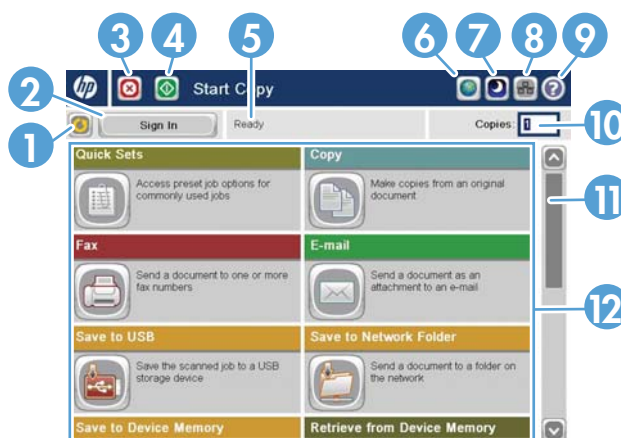 3 4 5 6 7 8 9
hp Start Copy
2
1 Sign In Ready Copies: 1 10
Quick Sets
Access preset job options for
commonly used jobs
Copy
Make copies from an original
document
11
Fax
Send a document to one or more
fax numbers
E-mail
Send a document as an
attachment to an e-mail
12
Save to USB
Save the scanned job to a USB
storage device
Save to Network Folder
Send a document to a folder on
the network
Save to Device Memory
Retrieve from Device Memory